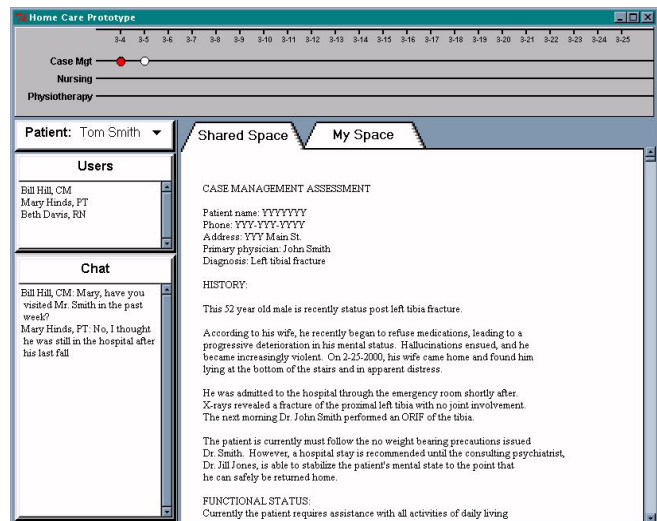 Home Care Prototype
3-4 3-5 3-6 3-7 3-8 3-9 3-10 3-11 3-12 3-13 3-14 3-15 3-16 3-17 3-18 3-19 3-20 3-21 3-22 3-23 3-24 3-25
Case Mgt
Nursing
Physiotherapy
Patient: Tom Smith
Shared Space
My Space
Users
Bill Hill, CM
Mary Hinds, PT
Beth Davis, RN
Chat
Bill Hill, CM: Mary, have you
visited Mr. Smith in the past
week?
Mary Hinds, PT: No, I thought
he was still in the hospital after
his last fall
CASE MANAGEMENT ASSESSMENT
Patient name: YYYYYYY
Phone: YYY-YYY-YYYY
Address: YYY Main St.
Primary physician: John Smith
Diagnosis: Left tibial fracture
HISTORY:
This 52 year old male is recently status post left tibia fracture.
According to his wife, he recently began to refuse medications, leading to a
progressive deterioration in his mental status. Hallucinations ensued, and he
became increasingly violent. On 2-25-2000, his wife came home and found him
lying at the bottom of the stairs and in apparent distress.
He was admitted to the hospital through the emergency room shortly after.
X-rays revealed a fracture of the proximal left tibia with no joint involvement.
The next morning Dr. John Smith performed an ORIF of the tibia.
The patient is currently must follow the no weight bearing precautions issued
Dr. Smith. However, a hospital stay is recommended until the consulting psychiatrist,
Dr. Jill Jones, is able to stabilize the patient's mental state to the point that
he can safely be returned home.
FUNCTIONAL STATUS:
Currently the patient requires assistance with all activities of daily living